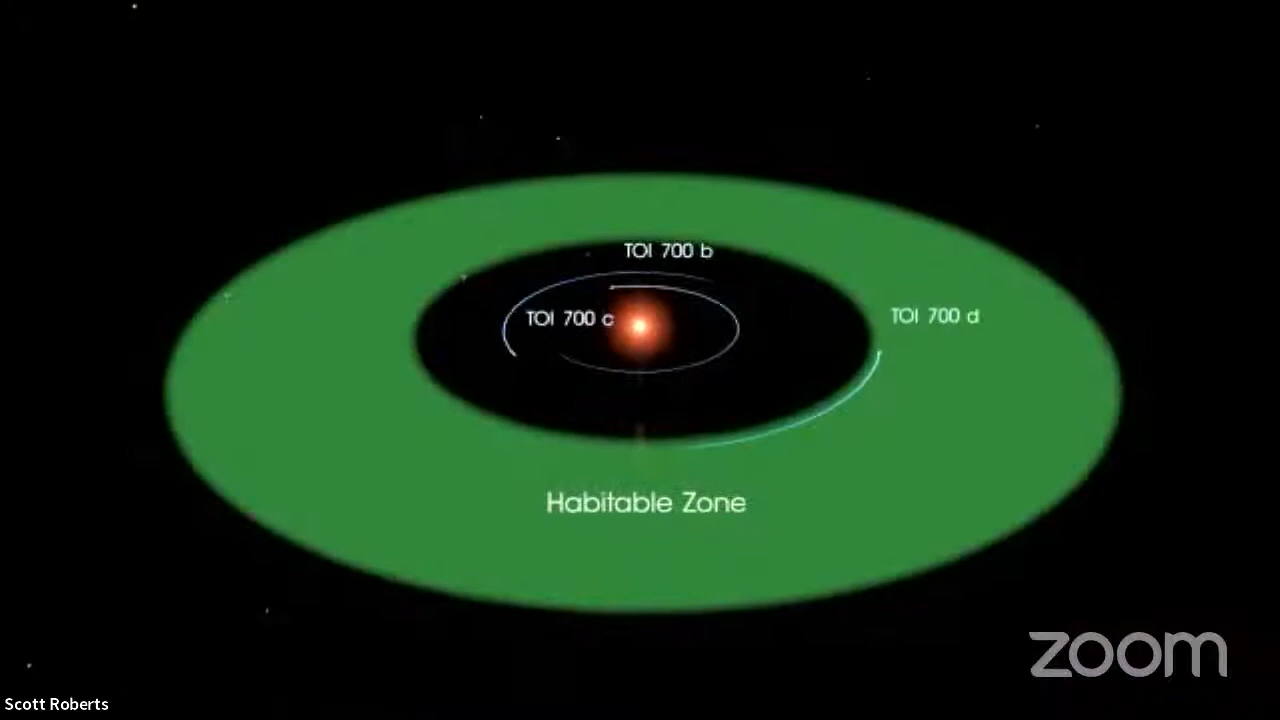 TOI 700 b
TOI 700 c
TOI 700 d
Habitable Zone
zoom
Scott Roberts